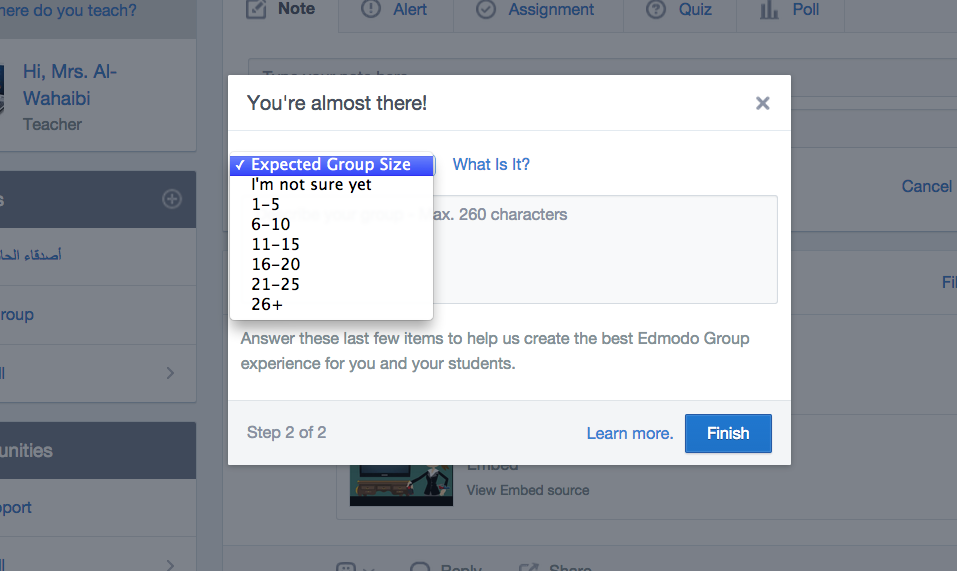 here do you teach?
Note
Alert
Assignment
Quiz
Poll
Hi, Mrs. Al-
Wahaibi
Teacher
You're almost there!
✓ Expected Group Size
What Is It?
I'm not sure yet
1–5
6–10
11–15
16–20
21–25
26+
260 characters
Cancel
أصدقاء
roup
Answer these last few items to help us create the best Edmodo Group
experience for you and your students.
Step 2 of 2
Learn more.
Finish
unities
port
Embed
View Embed source
Reply
Share